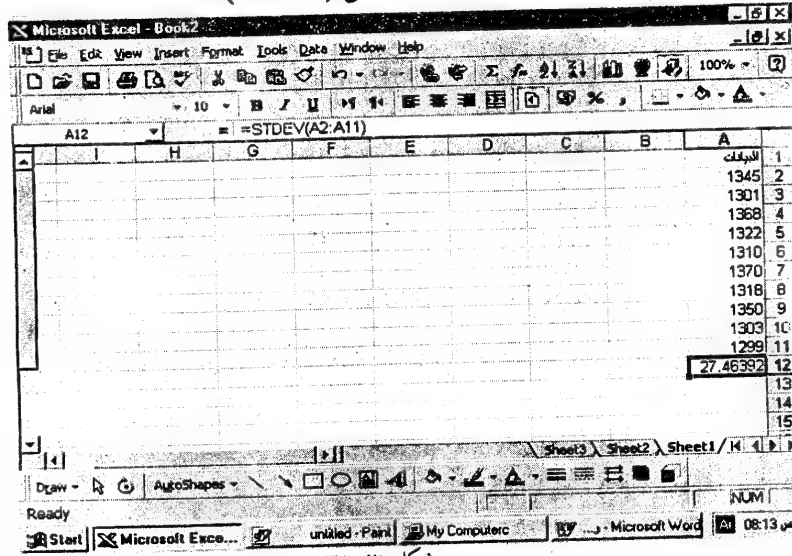 Microsoft Excel - Book2
File Edit View Insert Format Tools Data Window Help
100%
Arial 10 B I U
A12 = =STDEV(A2:A11)
I H G F E D C B A
البيانات 1
1345 2
1301 3
1368 4
1322 5
1310 6
1370 7
1318 8
1350 9
1303 10
1299 11
27.46392 12
13
14
15
Sheet3 Sheet2 Sheet1
Draw AutoShapes
Ready NUM
Start Microsoft Exce... untitled - Paint My Computerc ...و - Microsoft Word 08:13 ص